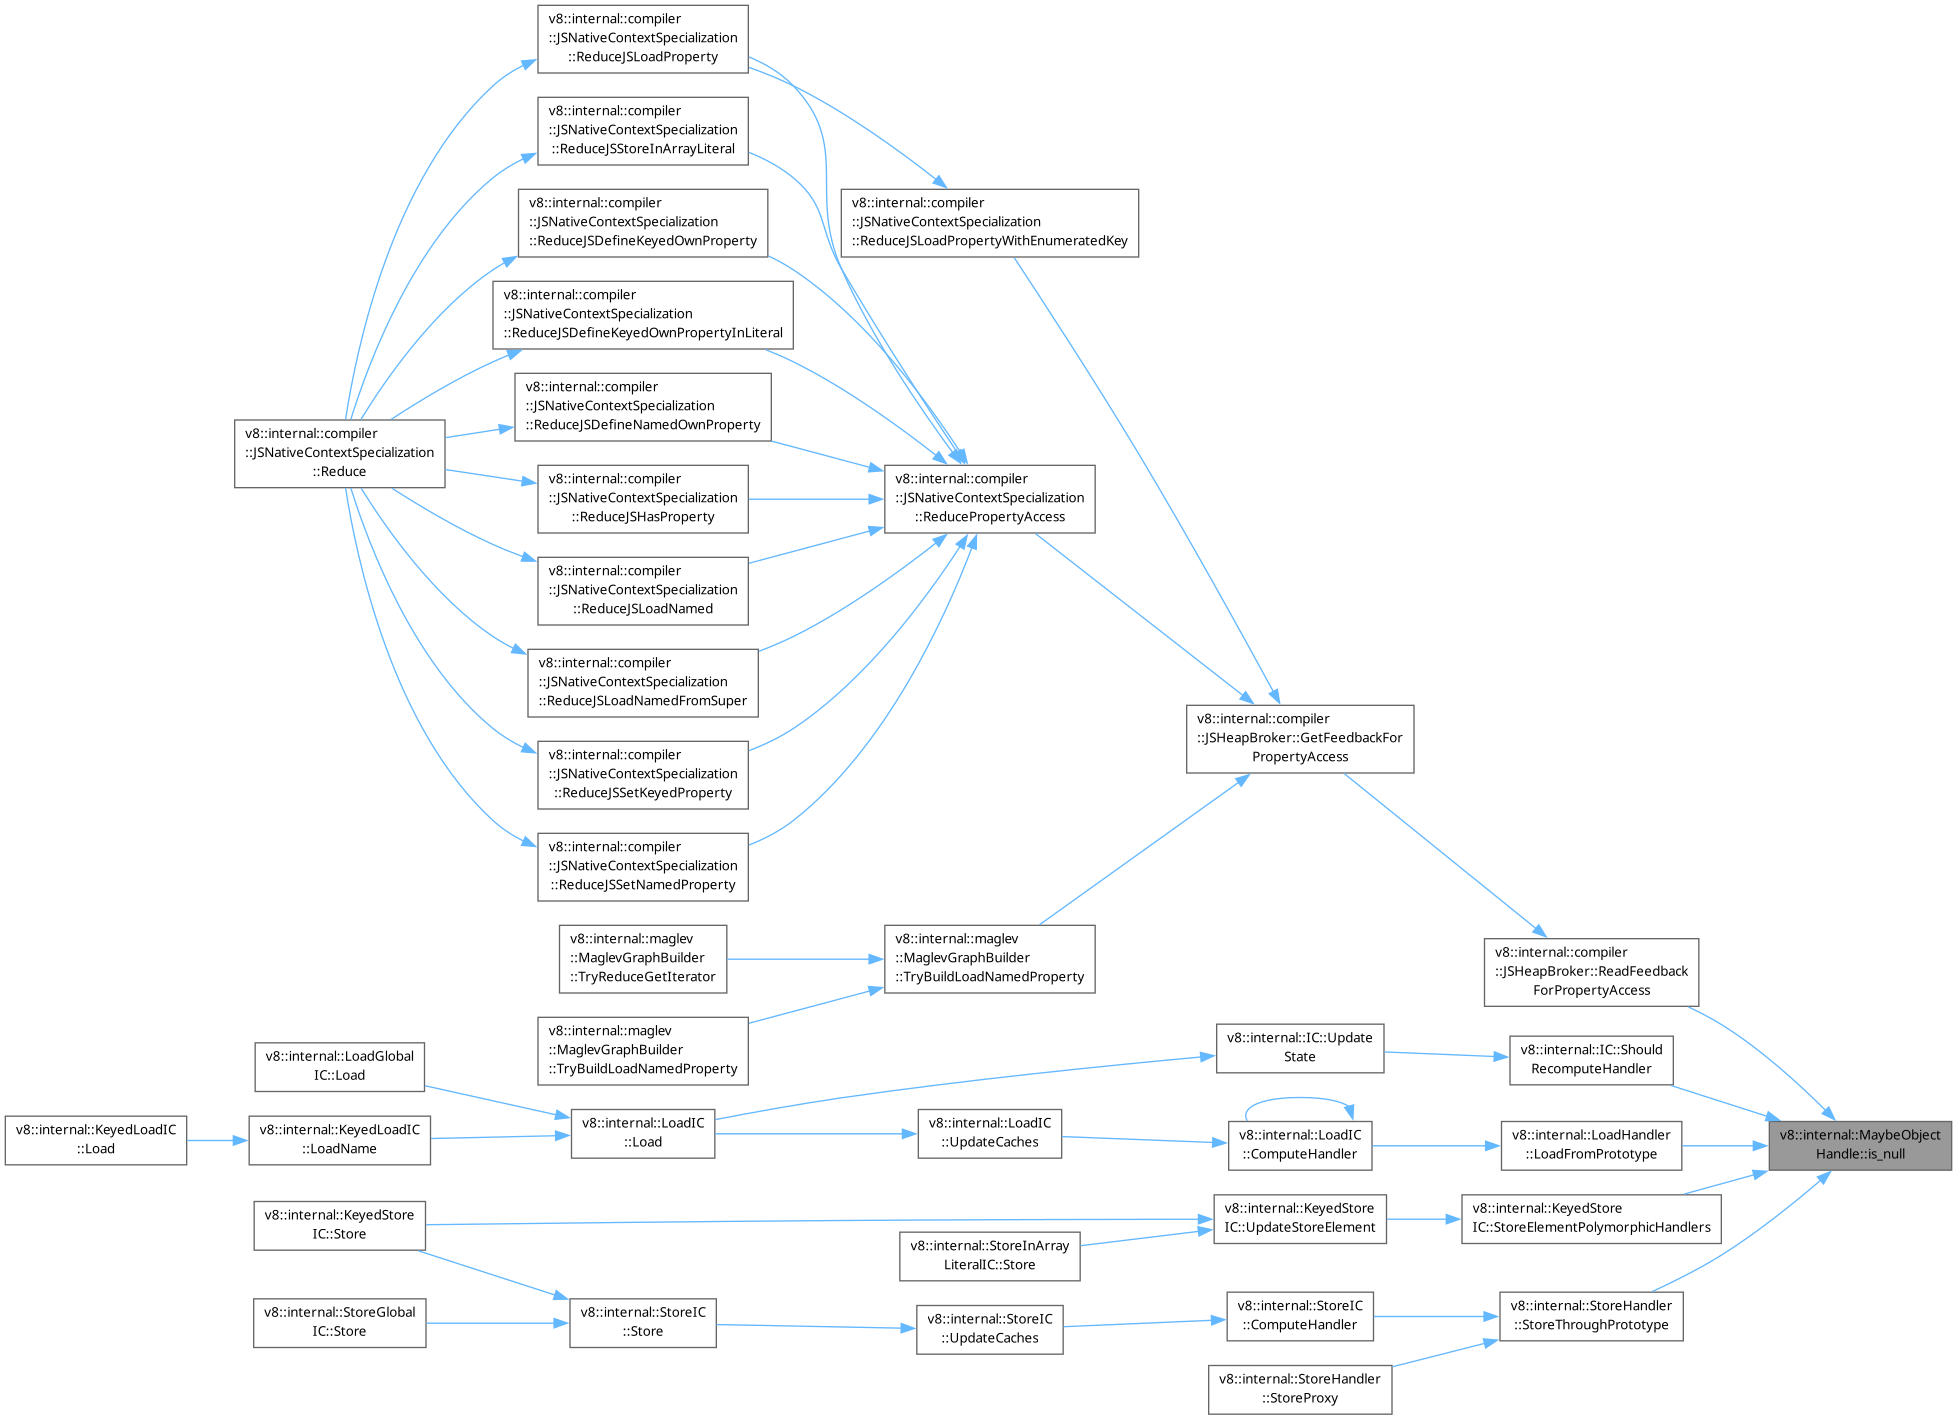 v8::internal::compiler
::JSNativeContextSpecialization
::ReduceJSLoadProperty
v8::internal::compiler
::JSNativeContextSpecialization
::ReduceJSStoreInArrayLiteral
v8::internal::compiler
::JSNativeContextSpecialization
::ReduceJSDefineKeyedOwnProperty
v8::internal::compiler
::JSNativeContextSpecialization
::ReduceJSLoadPropertyWithEnumeratedKey
v8::internal::compiler
::JSNativeContextSpecialization
::ReduceJSDefineKeyedOwnPropertyInLiteral
v8::internal::compiler
::JSNativeContextSpecialization
::ReduceJSDefineNamedOwnProperty
v8::internal::compiler
::JSNativeContextSpecialization
::Reduce
v8::internal::compiler
::JSNativeContextSpecialization
::ReduceJSHasProperty
v8::internal::compiler
::JSNativeContextSpecialization
::ReducePropertyAccess
v8::internal::compiler
::JSNativeContextSpecialization
::ReduceJSLoadNamed
v8::internal::compiler
::JSNativeContextSpecialization
::ReduceJSLoadNamedFromSuper
v8::internal::compiler
::JSHeapBroker::GetFeedbackFor
PropertyAccess
v8::internal::compiler
::JSNativeContextSpecialization
::ReduceJSSetKeyedProperty
v8::internal::compiler
::JSNativeContextSpecialization
::ReduceJSSetNamedProperty
v8::internal::maglev
::MaglevGraphBuilder
::TryReduceGetIterator
v8::internal::maglev
::MaglevGraphBuilder
::TryBuildLoadNamedProperty
v8::internal::compiler
::JSHeapBroker::ReadFeedback
ForPropertyAccess
v8::internal::maglev
::MaglevGraphBuilder
::TryBuildLoadNamedProperty
v8::internal::LoadGlobal
IC::Load
v8::internal::IC::Update
State
v8::internal::IC::Should
RecomputeHandler
v8::internal::KeyedLoadIC
::Load
v8::internal::KeyedLoadIC
::LoadName
v8::internal::LoadIC
::Load
v8::internal::LoadIC
::UpdateCaches
v8::internal::LoadIC
::ComputeHandler
v8::internal::LoadHandler
::LoadFromPrototype
v8::internal::MaybeObject
Handle::is_null
v8::internal::KeyedStore
IC::Store
v8::internal::KeyedStore
IC::UpdateStoreElement
v8::internal::KeyedStore
IC::StoreElementPolymorphicHandlers
v8::internal::StoreInArray
LiteralIC::Store
v8::internal::StoreGlobal
IC::Store
v8::internal::StoreIC
::Store
v8::internal::StoreIC
::UpdateCaches
v8::internal::StoreIC
::ComputeHandler
v8::internal::StoreHandler
::StoreThroughPrototype
v8::internal::StoreHandler
::StoreProxy